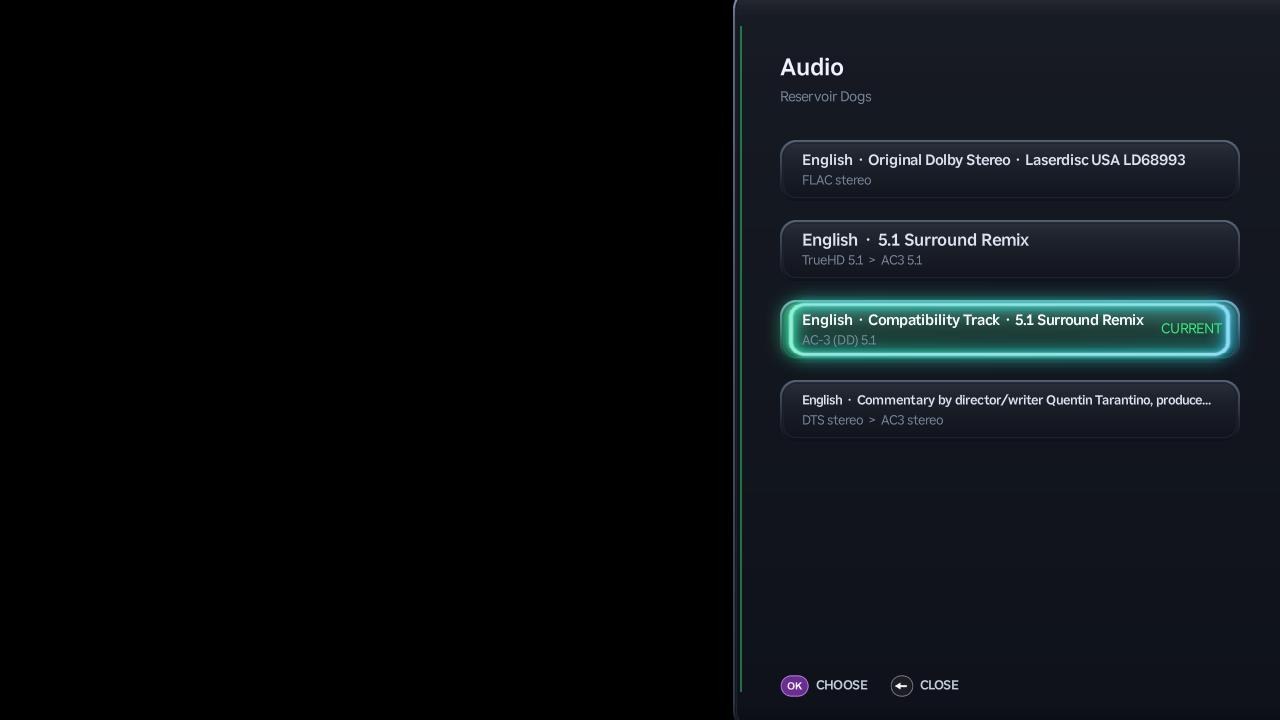 Audio
Reservoir Dogs
English · Original Dolby Stereo · Laserdisc USA LD68993
FLAC stereo
English · 5.1 Surround Remix
TrueHD 5.1 > AC3 5.1
English · Compatibility Track · 5.1 Surround Remix
CURRENT
AC-3 (DD) 5.1
English · Commentary by director/writer Quentin Tarantino, produce...
DTS stereo > AC3 stereo
OK CHOOSE CLOSE